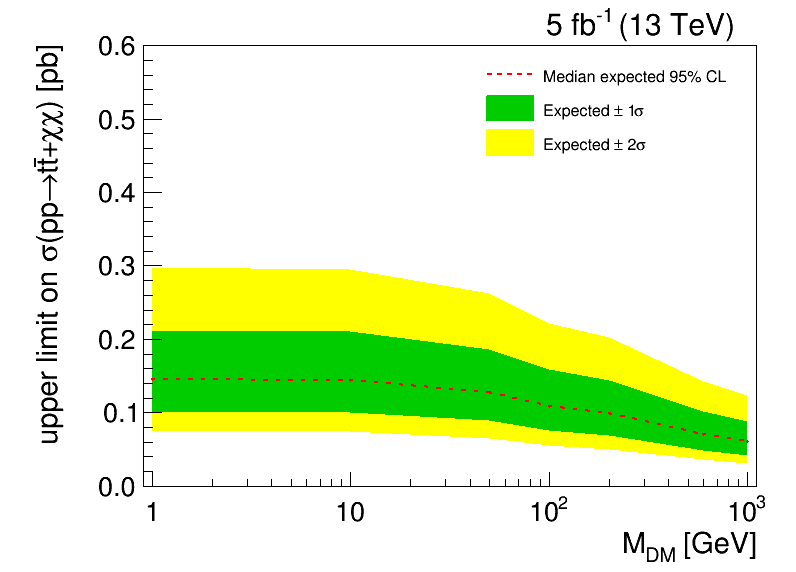 5 fb⁻¹ (13 TeV)
upper limit on σ(pp→tt̄+χχ) [pb]
0.6
0.5
0.4
0.3
0.2
0.1
0.0
Median expected 95% CL
Expected ± 1σ
Expected ± 2σ
1 10 10² 10³
M_DM [GeV]